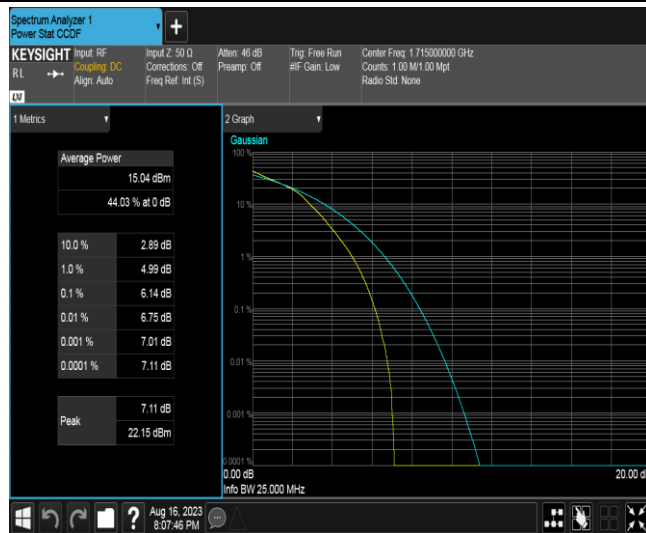 Spectrum Analyzer 1
Power Stat CCDF
+
KEYSIGHT
RL
LXI
Input: RF
Coupling: DC
Align: Auto
Input Z: 50 Ω
Corrections: Off
Freq Ref: Int (S)
Atten: 46 dB
Preamp: Off
Trig: Free Run
#IF Gain: Low
Center Freq: 1.715000000 GHz
Counts: 1.00 M/1.00 Mpt
Radio Std: None
1 Metrics
Average Power
15.04 dBm
44.03 % at 0 dB
10.0 % 2.89 dB
1.0 % 4.99 dB
0.1 % 6.14 dB
0.01 % 6.75 dB
0.001 % 7.01 dB
0.0001 % 7.11 dB
Peak
7.11 dB
22.15 dBm
2 Graph
Gaussian
100 %
10 %
1 %
0.1 %
0.01 %
0.001 %
0.0001 %
0.00 dB
20.00 d
Info BW 25.000 MHz
?
Aug 16, 2023
8:07:46 PM